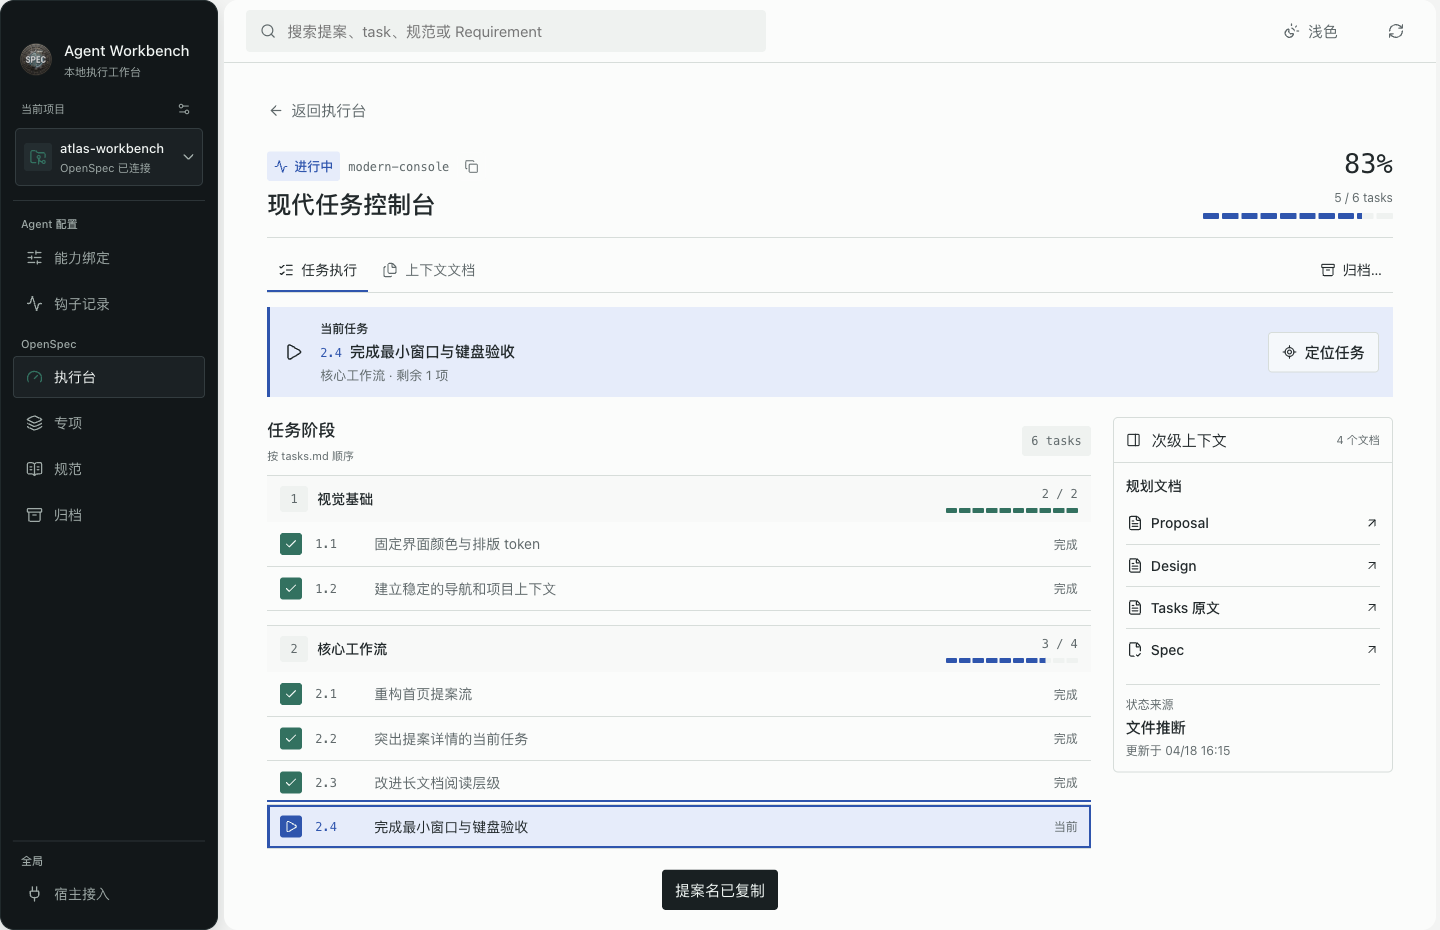 SPEC
Agent Workbench
本地执行工作台
当前项目
atlas-workbench
OpenSpec 已连接
Agent 配置
能力绑定
钩子记录
OpenSpec
执行台
专项
规范
归档
全局
宿主接入
搜索提案、task、规范或 Requirement
浅色
返回执行台
进行中 modern-console
现代任务控制台
83%
5 / 6 tasks
任务执行
上下文文档
归档...
当前任务
2.4 完成最小窗口与键盘验收
核心工作流 · 剩余 1 项
定位任务
任务阶段
按 tasks.md 顺序
6 tasks
1 视觉基础 2 / 2
1.1 固定界面颜色与排版 token 完成
1.2 建立稳定的导航和项目上下文 完成
2 核心工作流 3 / 4
2.1 重构首页提案流 完成
2.2 突出提案详情的当前任务 完成
2.3 改进长文档阅读层级 完成
2.4 完成最小窗口与键盘验收 当前
次级上下文 4 个文档
规划文档
Proposal
Design
Tasks 原文
Spec
状态来源
文件推断
更新于 04/18 16:15
提案名已复制